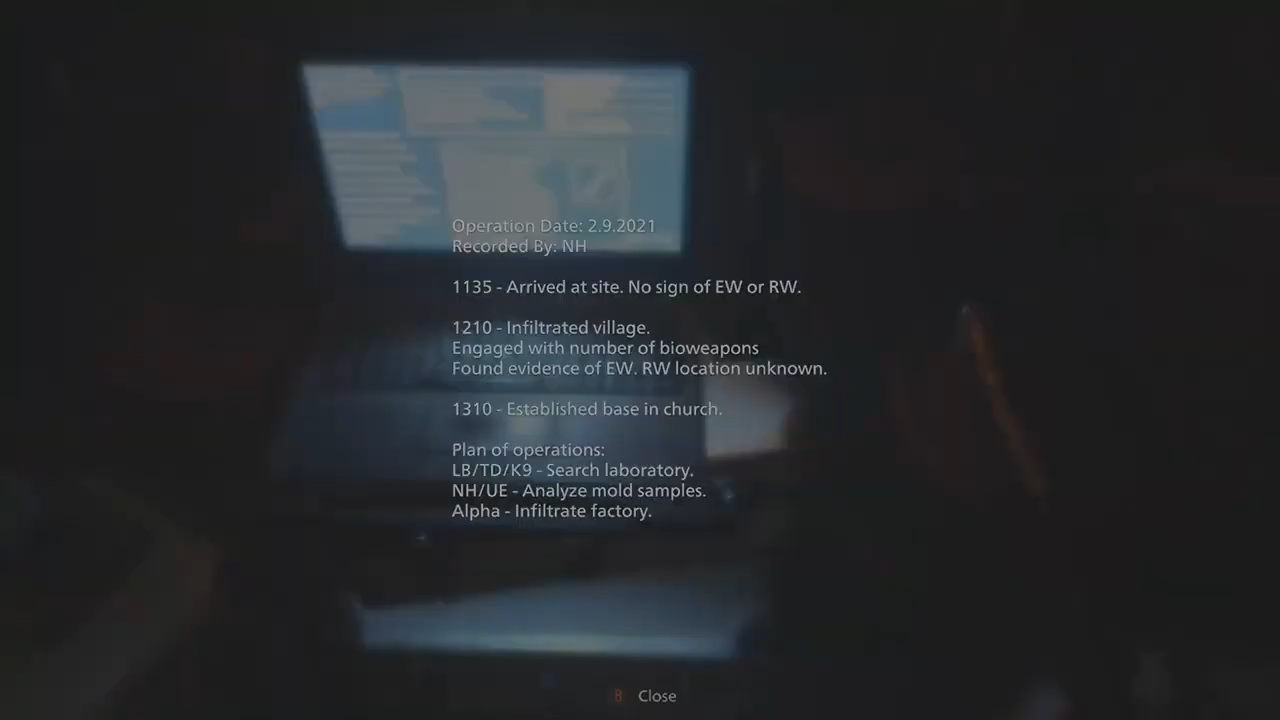 Operation Date: 2.9.2021
Recorded By: NH
1135 - Arrived at site. No sign of EW or RW.
1210 - Infiltrated village.
Engaged with number of bioweapons
Found evidence of EW. RW location unknown.
1310 - Established base in church.
Plan of operations:
LB/TD/K9 - Search laboratory.
NH/UE - Analyze mold samples.
Alpha - Infiltrate factory.
B Close